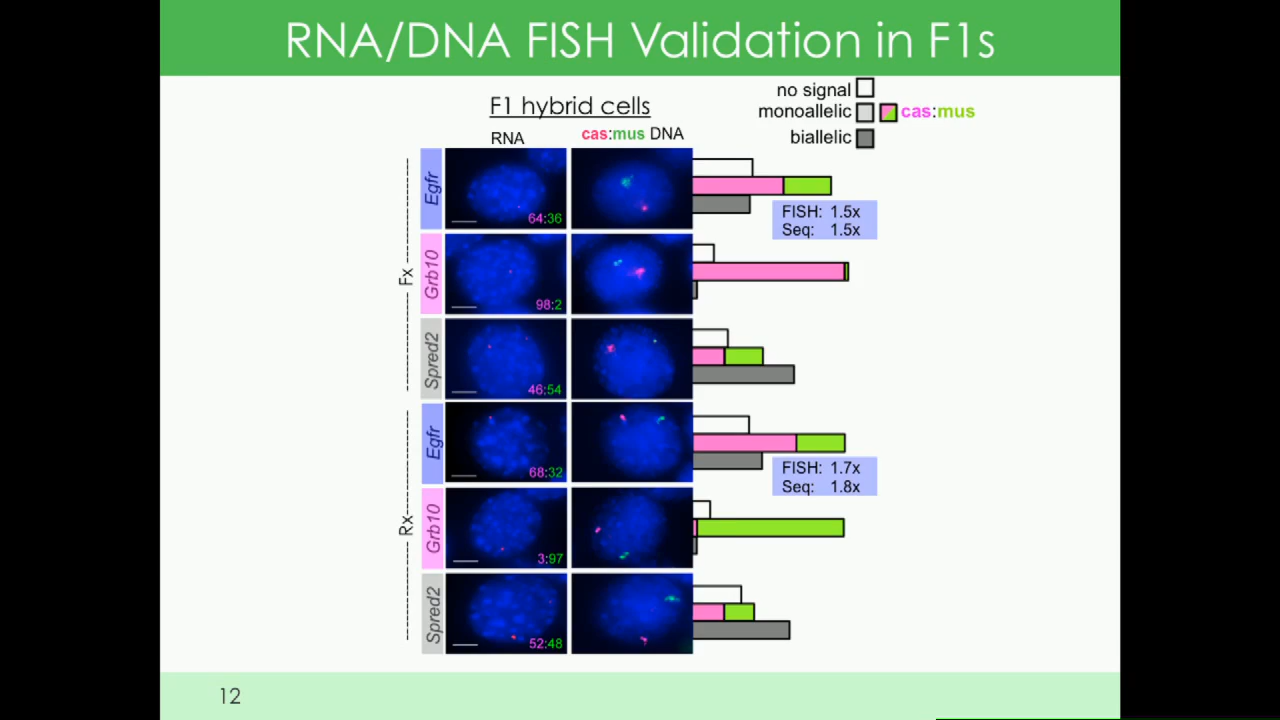 RNA/DNA FISH Validation in F1s
F1 hybrid cells
RNA
cas:mus DNA
no signal
monoallelic
cas:mus
biallelic
Fx
Egfr
64:36
FISH: 1.5x
Seq: 1.5x
Grb10
98:2
Spred2
46:54
Rx
Egfr
68:32
FISH: 1.7x
Seq: 1.8x
Grb10
3:97
Spred2
52:48
12